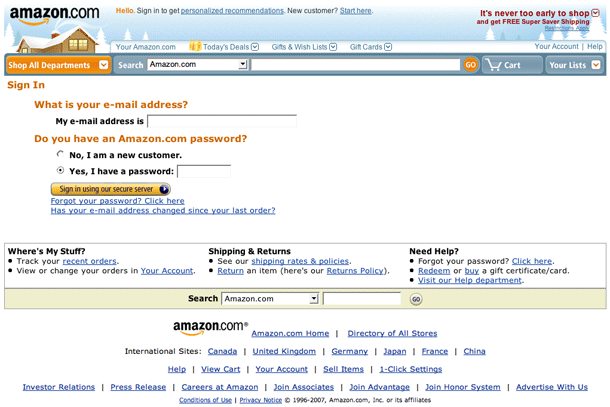 amazon.com
Hello. Sign in to get personalized recommendations. New customer? Start here.
It's never too early to shop
and get FREE Super Saver Shipping
Restrictions Apply
Your Amazon.com Today's Deals Gifts & Wish Lists Gift Cards Your Account | Help
Shop All Departments Search Amazon.com GO Cart Your Lists
Sign In
What is your e-mail address?
My e-mail address is
Do you have an Amazon.com password?
No, I am a new customer.
Yes, I have a password:
Sign in using our secure server
Forgot your password? Click here
Has your e-mail address changed since your last order?
Where's My Stuff?
• Track your recent orders.
• View or change your orders in Your Account.
Shipping & Returns
• See our shipping rates & policies.
• Return an item (here's our Returns Policy).
Need Help?
• Forgot your password? Click here.
• Redeem or buy a gift certificate/card.
• Visit our Help department.
Search Amazon.com GO
amazon.com® Amazon.com Home | Directory of All Stores
International Sites: Canada | United Kingdom | Germany | Japan | France | China
Help | View Cart | Your Account | Sell Items | 1-Click Settings
Investor Relations | Press Release | Careers at Amazon | Join Associates | Join Advantage | Join Honor System | Advertise With Us
Conditions of Use | Privacy Notice © 1996-2007, Amazon.com, Inc. or its affiliates